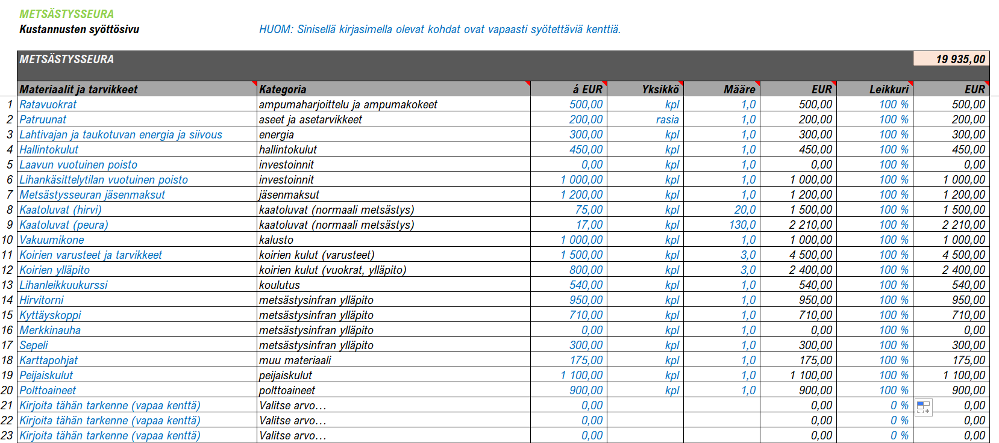 METSÄSTYSSEURA
Kustannusten syöttösivu HUOM: Sinisellä kirjasimella olevat kohdat ovat vapaasti syötettäviä kenttiä.
METSÄSTYSSEURA 19 935,00
Materiaalit ja tarvikkeet Kategoria á EUR Yksikkö Määre EUR Leikkuri EUR
1 Ratavuokrat ampumaharjoittelu ja ampumakokeet 500,00 kpl 1,0 500,00 100 % 500,00
2 Patruunat aseet ja asetarvikkeet 200,00 rasia 1,0 200,00 100 % 200,00
3 Lahtivajan ja taukotuvan energia ja siivous energia 300,00 kpl 1,0 300,00 100 % 300,00
4 Hallintokulut hallintokulut 450,00 kpl 1,0 450,00 100 % 450,00
5 Laavun vuotuinen poisto investoinnit 0,00 kpl 1,0 0,00 100 % 0,00
6 Lihankäsittelytilan vuotuinen poisto investoinnit 1 000,00 kpl 1,0 1 000,00 100 % 1 000,00
7 Metsästysseuran jäsenmaksut jäsenmaksut 1 200,00 kpl 1,0 1 200,00 100 % 1 200,00
8 Kaatoluvat (hirvi) kaatoluvat (normaali metsästys) 75,00 kpl 20,0 1 500,00 100 % 1 500,00
9 Kaatoluvat (peura) kaatoluvat (normaali metsästys) 17,00 kpl 130,0 2 210,00 100 % 2 210,00
10 Vakuumikone kalusto 1 000,00 kpl 1,0 1 000,00 100 % 1 000,00
11 Koirien varusteet ja tarvikkeet koirien kulut (varusteet) 1 500,00 kpl 3,0 4 500,00 100 % 4 500,00
12 Koirien ylläpito koirien kulut (vuokrat, ylläpito) 800,00 kpl 3,0 2 400,00 100 % 2 400,00
13 Lihanleikkuukurssi koulutus 540,00 kpl 1,0 540,00 100 % 540,00
14 Hirvitorni metsästysinfran ylläpito 950,00 kpl 1,0 950,00 100 % 950,00
15 Kyttäyskoppi metsästysinfran ylläpito 710,00 kpl 1,0 710,00 100 % 710,00
16 Merkkinauha metsästysinfran ylläpito 0,00 kpl 1,0 0,00 100 % 0,00
17 Sepeli metsästysinfran ylläpito 300,00 kpl 1,0 300,00 100 % 300,00
18 Karttapohjat muu materiaali 175,00 kpl 1,0 175,00 100 % 175,00
19 Peijaiskulut peijaiskulut 1 100,00 kpl 1,0 1 100,00 100 % 1 100,00
20 Polttoaineet polttoaineet 900,00 kpl 1,0 900,00 100 % 900,00
21 Kirjoita tähän tarkenne (vapaa kenttä) Valitse arvo... 0,00 0,00 0 % 0,00
22 Kirjoita tähän tarkenne (vapaa kenttä) Valitse arvo... 0,00 0,00 0 % 0,00
23 Kirjoita tähän tarkenne (vapaa kenttä) Valitse arvo... 0,00 0,00 0 % 0,00